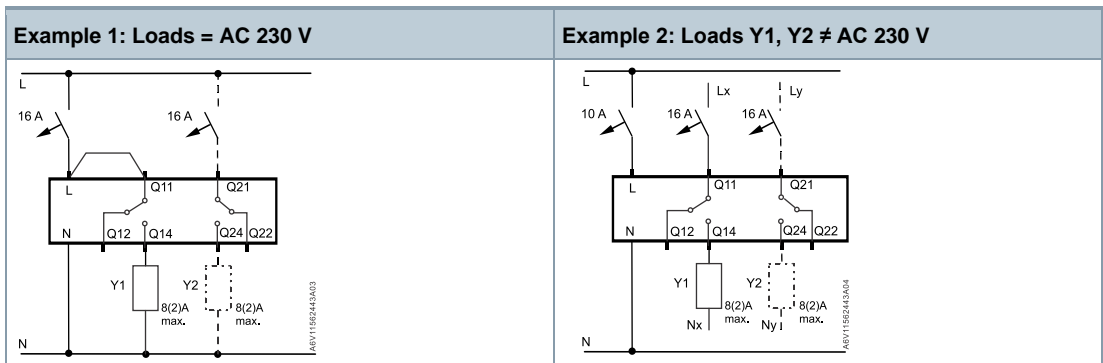 Example 1: Loads = AC 230 V
L
16 A
16 A
L
Q11
Q21
N
Q12
Q14
Q24
Q22
Y1
8(2)A
max.
Y2
8(2)A
max.
N
A6V11562443A03
Example 2: Loads Y1, Y2 ≠ AC 230 V
L
Lx
Ly
10 A
16 A
16 A
L
Q11
Q21
N
Q12
Q14
Q24
Q22
Y1
8(2)A
max.
Y2
8(2)A
max.
Nx
Ny
N
A6V11562443A04